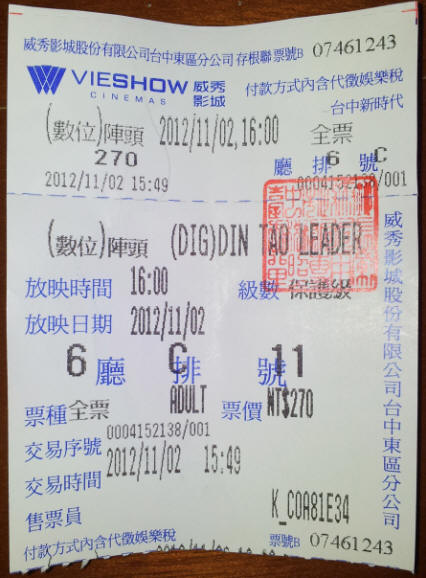 威秀影城股份有限公司台中東區分公司 存根聯 票號B 07461243
VIESHOW 威秀影城
CINEMAS
付款方式內含代徵娛樂稅
台中新時代
(數位)陣頭 2012/11/02,16:00 全票
270 廳 排6 號C
2012/11/02 15:49 0004152138/001
(數位)陣頭 (DIG)DIN TAO LEADER
放映時間 16:00 級數 保護級
放映日期 2012/11/02
6 廳 C 排 11 號
票種 全票 ADULT 票價 NT$270
交易序號 0004152138/001
交易時間 2012/11/02 15:49
售票員 K_COA81E34
付款方式內含代徵娛樂稅 票號B 07461243
威秀影城股份有限公司台中東區分公司